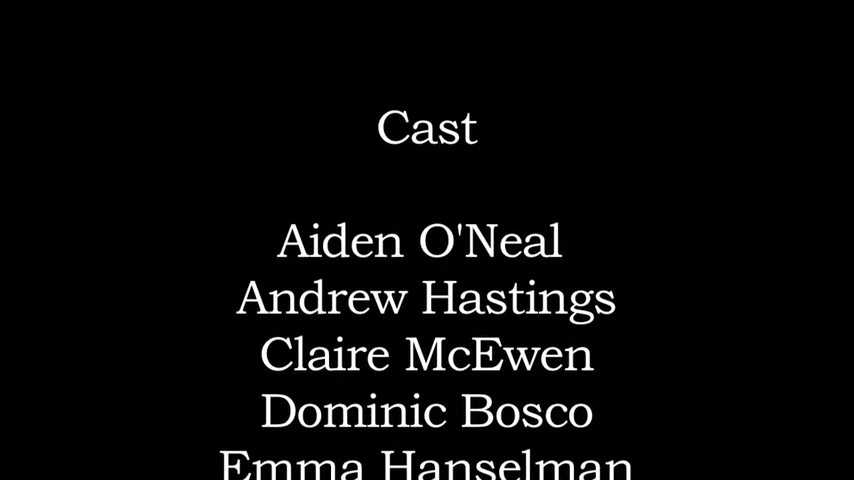 Cast
Aiden O'Neal
Andrew Hastings
Claire McEwen
Dominic Bosco
Emma Hanselman